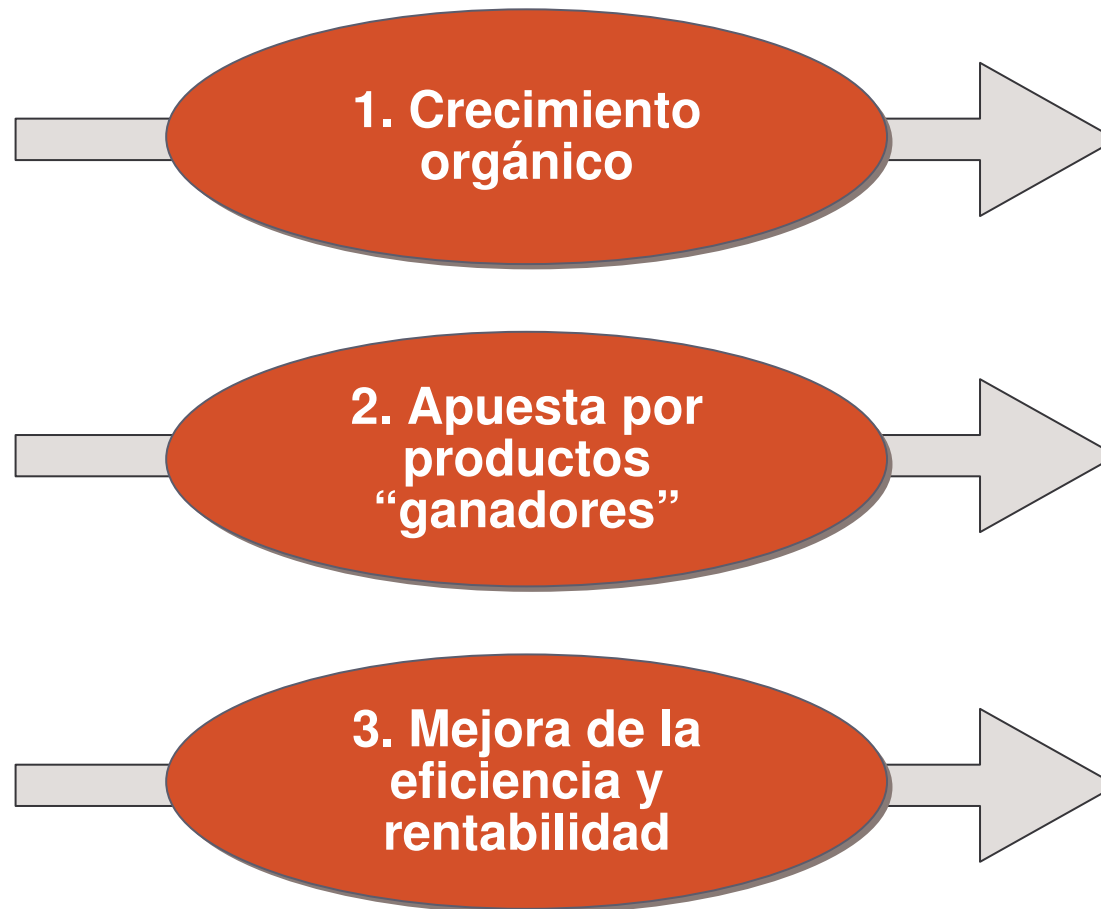 1. Crecimiento
orgánico
2. Apuesta por
productos
“ganadores”
3. Mejora de la
eficiencia y
rentabilidad